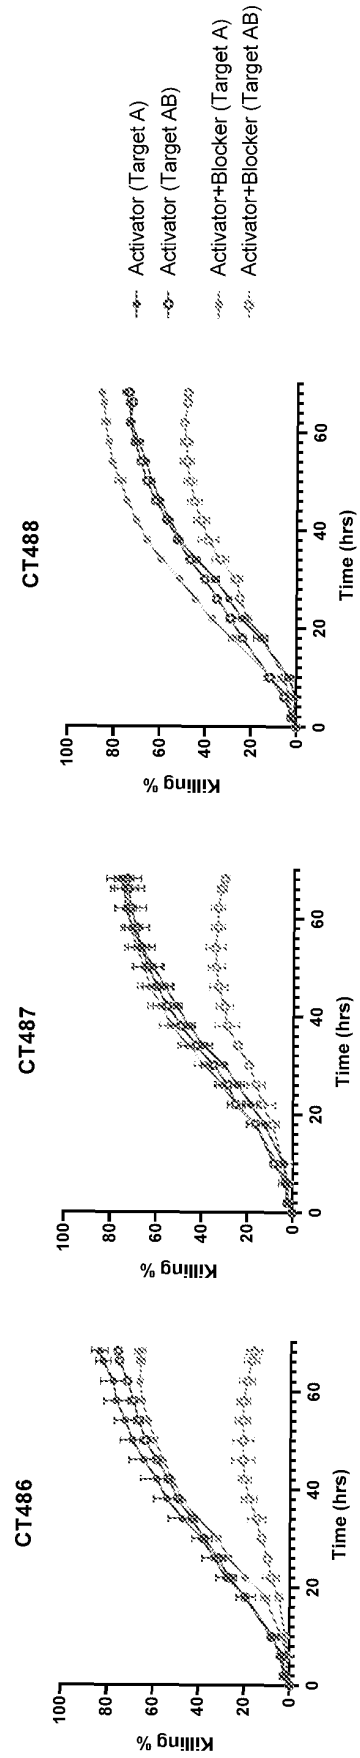 CT486
Killing %
100
80
60
40
20
0
0
20
40
60
Time (hrs)
CT487
Killing %
100
80
60
40
20
0
0
20
40
60
Time (hrs)
CT488
Killing %
100
80
60
40
20
0
0
20
40
60
Time (hrs)
Activator (Target A)
Activator (Target AB)
Activator+Blocker (Target A)
Activator+Blocker (Target AB)